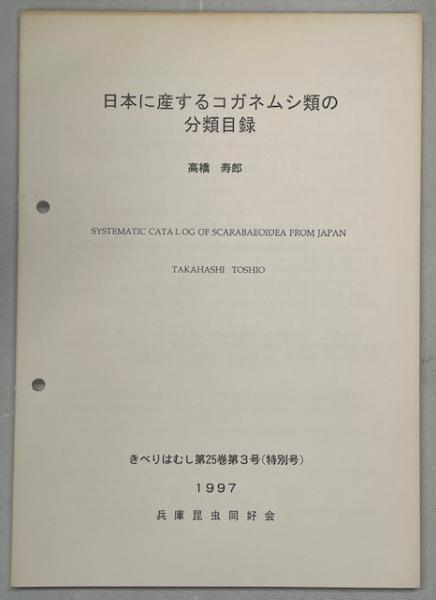 日本に産するコガネムシ類の
分類目録
高橋 寿郎
SYSTEMATIC CATA L OG OF SCARABAEOIDEA FROM JAPAN
TAKAHASHI TOSHIO
きべりはむし第25巻第3号(特別号)
1997
兵庫昆虫同好会